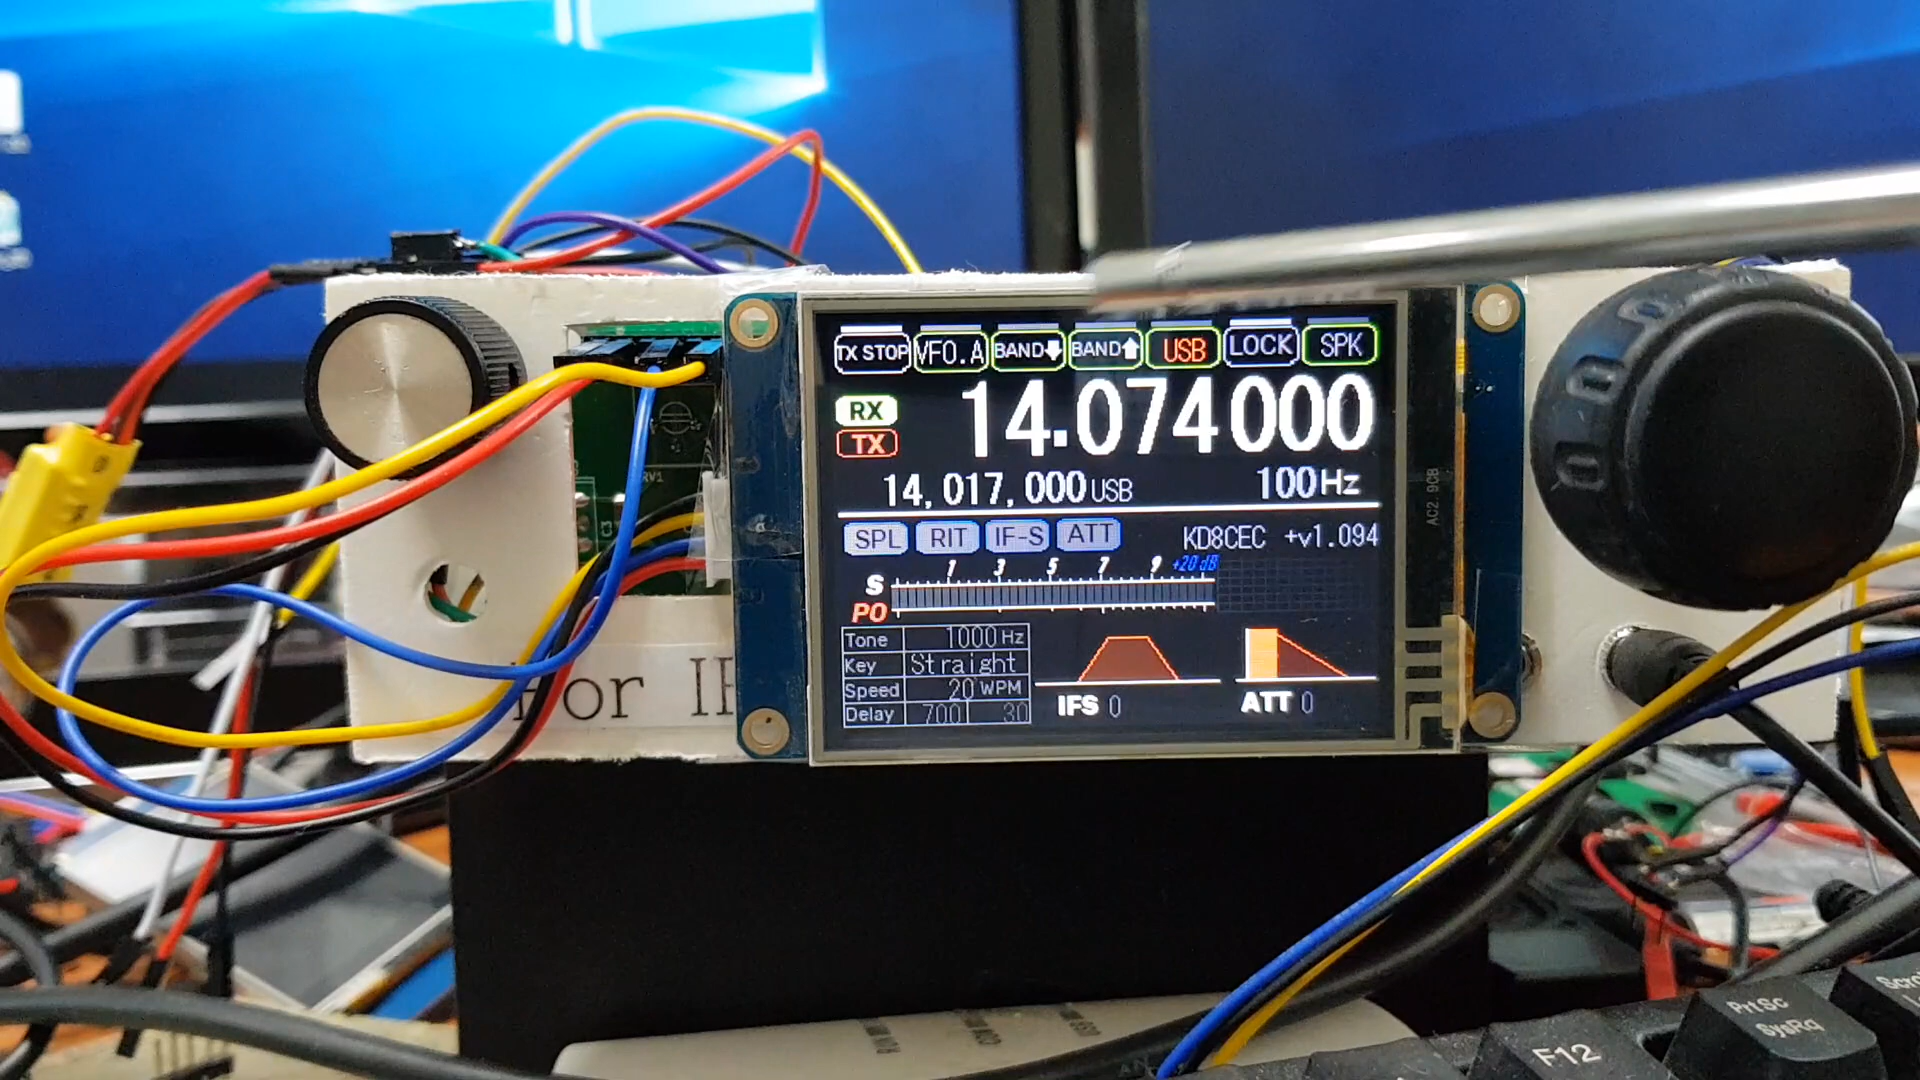 TX STOP VFO.A BAND BAND USB LOCK SPK
RX 14.074000
TX
14,017,000 USB 100Hz
SPL RIT IF-S ATT KD8CEC +v1.094
1 3 5 7 9 +20 dB
S
PO
Tone 1000 Hz
Key Straight
Speed 20 WPM
Delay 700 30
IFS 0 ATT 0
For
RV1
C3
F12
PrtSc
SysRq